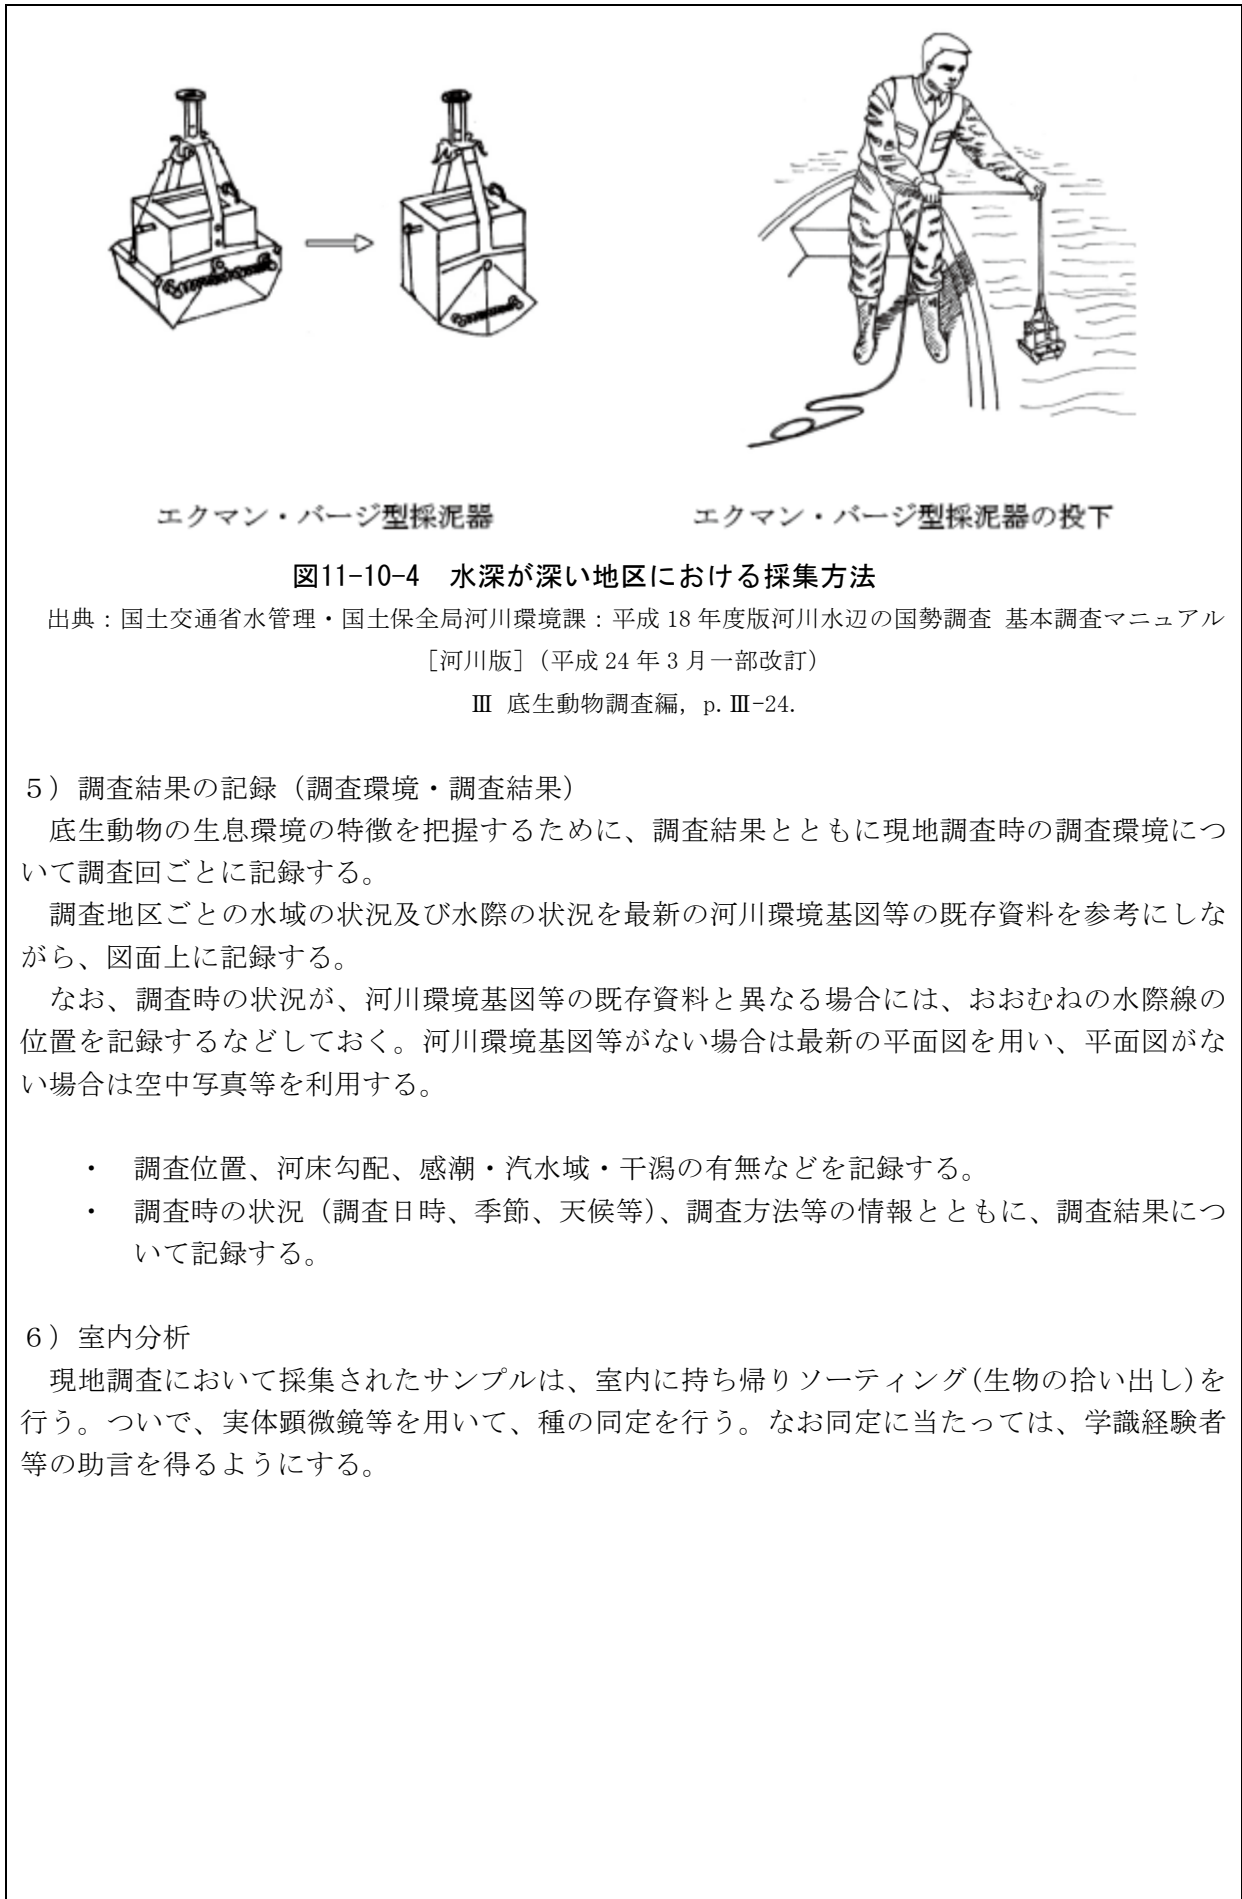 エクマン・バージ型採泥器
エクマン・バージ型採泥器の投下
図11-10-4　水深が深い地区における採集方法
出典：国土交通省水管理・国土保全局河川環境課：平成 18 年度版河川水辺の国勢調査 基本調査マニュアル
［河川版］（平成 24 年 3 月一部改訂）
Ⅲ 底生動物調査編, p.Ⅲ-24.
５）調査結果の記録（調査環境・調査結果）
底生動物の生息環境の特徴を把握するために、調査結果とともに現地調査時の調査環境につ
いて調査回ごとに記録する。
調査地区ごとの水域の状況及び水際の状況を最新の河川環境基図等の既存資料を参考にしな
がら、図面上に記録する。
なお、調査時の状況が、河川環境基図等の既存資料と異なる場合には、おおむねの水際線の
位置を記録するなどしておく。河川環境基図等がない場合は最新の平面図を用い、平面図がな
い場合は空中写真等を利用する。
・　調査位置、河床勾配、感潮・汽水域・干潟の有無などを記録する。
・　調査時の状況（調査日時、季節、天候等）、調査方法等の情報とともに、調査結果につ
いて記録する。
６）室内分析
現地調査において採集されたサンプルは、室内に持ち帰りソーティング(生物の拾い出し)を
行う。ついで、実体顕微鏡等を用いて、種の同定を行う。なお同定に当たっては、学識経験者
等の助言を得るようにする。